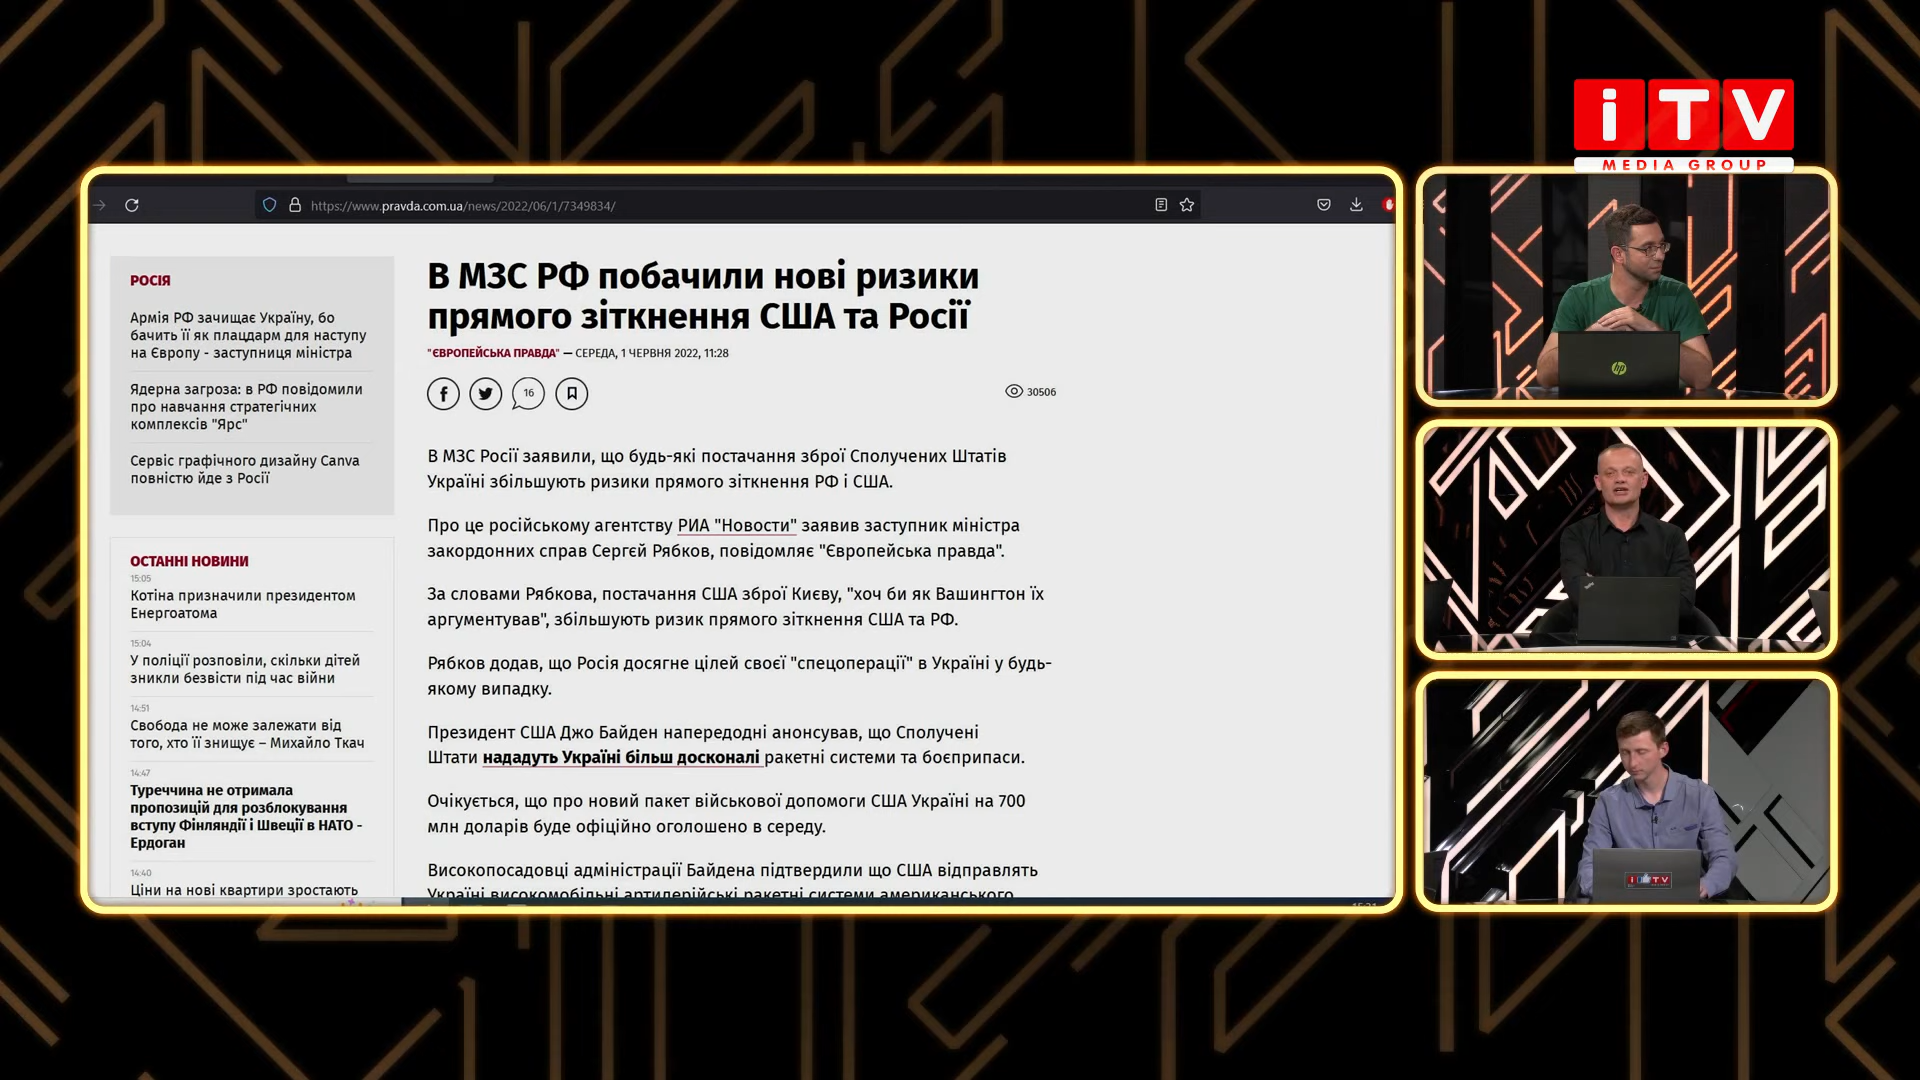 iTV
MEDIA GROUP
https://www.pravda.com.ua/news/2022/06/1/7349834/
РОСІЯ
Армія РФ зачищає Україну, бо
бачить її як плацдарм для наступу
на Європу - заступниця міністра
Ядерна загроза: в РФ повідомили
про навчання стратегічних
комплексів "Ярс"
Сервіс графічного дизайну Canva
повністю йде з Росії
ОСТАННІ НОВИНИ
15:05
Котіна призначили президентом
Енергоатома
15:04
У поліції розповіли, скільки дітей
зникли безвісти під час війни
14:51
Свобода не може залежати від
того, хто її знищує – Михайло Ткач
14:47
Туреччина не отримала
пропозицій для розблокування
вступу Фінляндії і Швеції в НАТО -
Ердоган
14:40
Ціни на нові квартири зростають
В МЗС РФ побачили нові ризики
прямого зіткнення США та Росії
"ЄВРОПЕЙСЬКА ПРАВДА" — СЕРЕДА, 1 ЧЕРВНЯ 2022, 11:28
16
30506
В МЗС Росії заявили, що будь-які постачання зброї Сполучених Штатів
Україні збільшують ризики прямого зіткнення РФ і США.
Про це російському агентству РИА "Новости" заявив заступник міністра
закордонних справ Сергєй Рябков, повідомляє "Європейська правда".
За словами Рябкова, постачання США зброї Києву, "хоч би як Вашингтон їх
аргументував", збільшують ризик прямого зіткнення США та РФ.
Рябков додав, що Росія досягне цілей своєї "спецоперації" в Україні у будь-
якому випадку.
Президент США Джо Байден напередодні анонсував, що Сполучені
Штати нададуть Україні більш досконалі ракетні системи та боєприпаси.
Очікується, що про новий пакет військової допомоги США Україні на 700
млн доларів буде офіційно оголошено в середу.
Високопосадовці адміністрації Байдена підтвердили що США відправлять
Україні високомобільні артилерійські ракетні системи американського
hp
iTV